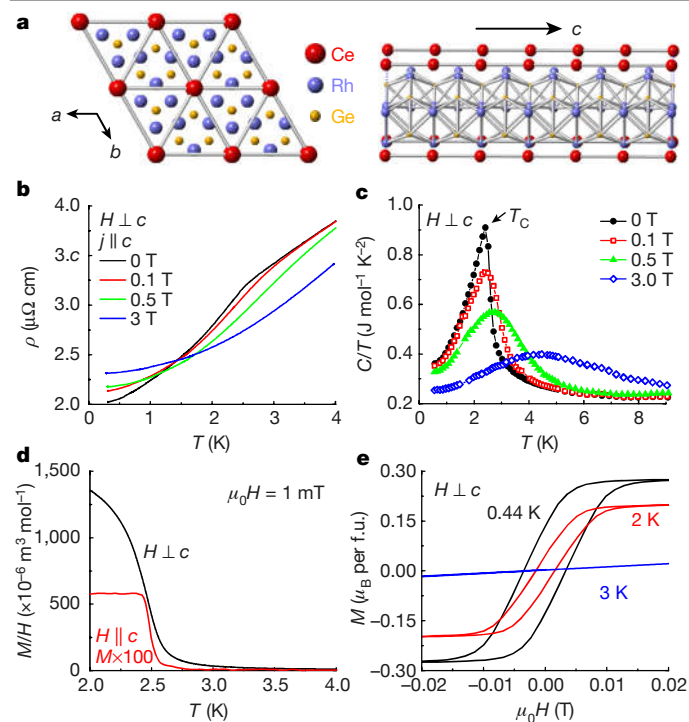 a
Ce
Rh
Ge
a
b
c
b
H ⊥ c
j || c
0 T
0.1 T
0.5 T
3 T
4.0
3.c
3.0
2.5
2.0
0 1 2 3 4
ρ (μΩ cm)
T (K)
c
H ⊥ c
T_C
0 T
0.1 T
0.5 T
3.0 T
1.0
0.8
0.6
0.4
0.2
0 2 4 6 8
C/T (J mol⁻¹ K⁻²)
T (K)
d
μ₀H = 1 mT
H ⊥ c
H || c
M×100
1,500
1,000
500
0
2.0 2.5 3.0 3.5 4.0
M/H (×10⁻⁶ m³ mol⁻¹)
T (K)
e
H ⊥ c
0.44 K
2 K
3 K
0.30
0.15
0.00
−0.15
−0.30
−0.02 −0.01 0.00 0.01 0.02
M (μ_B per f.u.)
μ₀H (T)